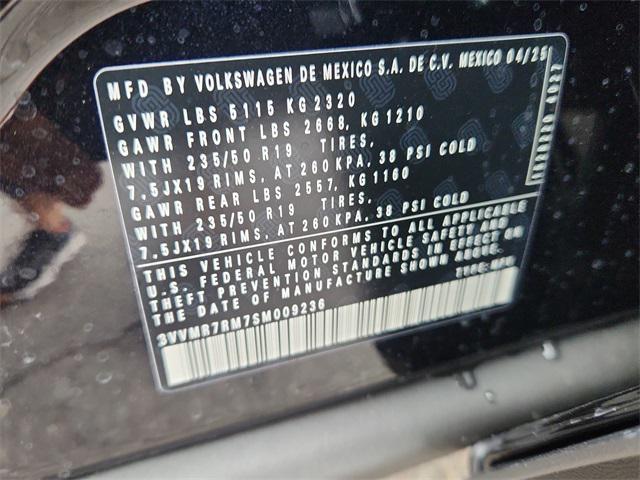 MFD BY VOLKSWAGEN DE MEXICO S.A. DE C.V. MEXICO 04/25
GVWR LBS 5115 KG 2320
GAWR FRONT LBS 2668, KG 1210
WITH 235/50 R19 TIRES,
7,5JX19 RIMS, AT 260 KPA, 38 PSI COLD
GAWR REAR LBS 2557, KG 1160
WITH 235/50 R19 TIRES,
7,5JX19 RIMS, AT 260 KPA, 38 PSI COLD
THIS VEHICLE CONFORMS TO ALL APPLICABLE
U.S. FEDERAL MOTOR VEHICLE SAFETY AND
THEFT PREVENTION STANDARDS IN EFFECT ON
THE DATE OF MANUFACTURE SHOWN ABOVE.
TYPE:
3VVMR7RM7SM009236